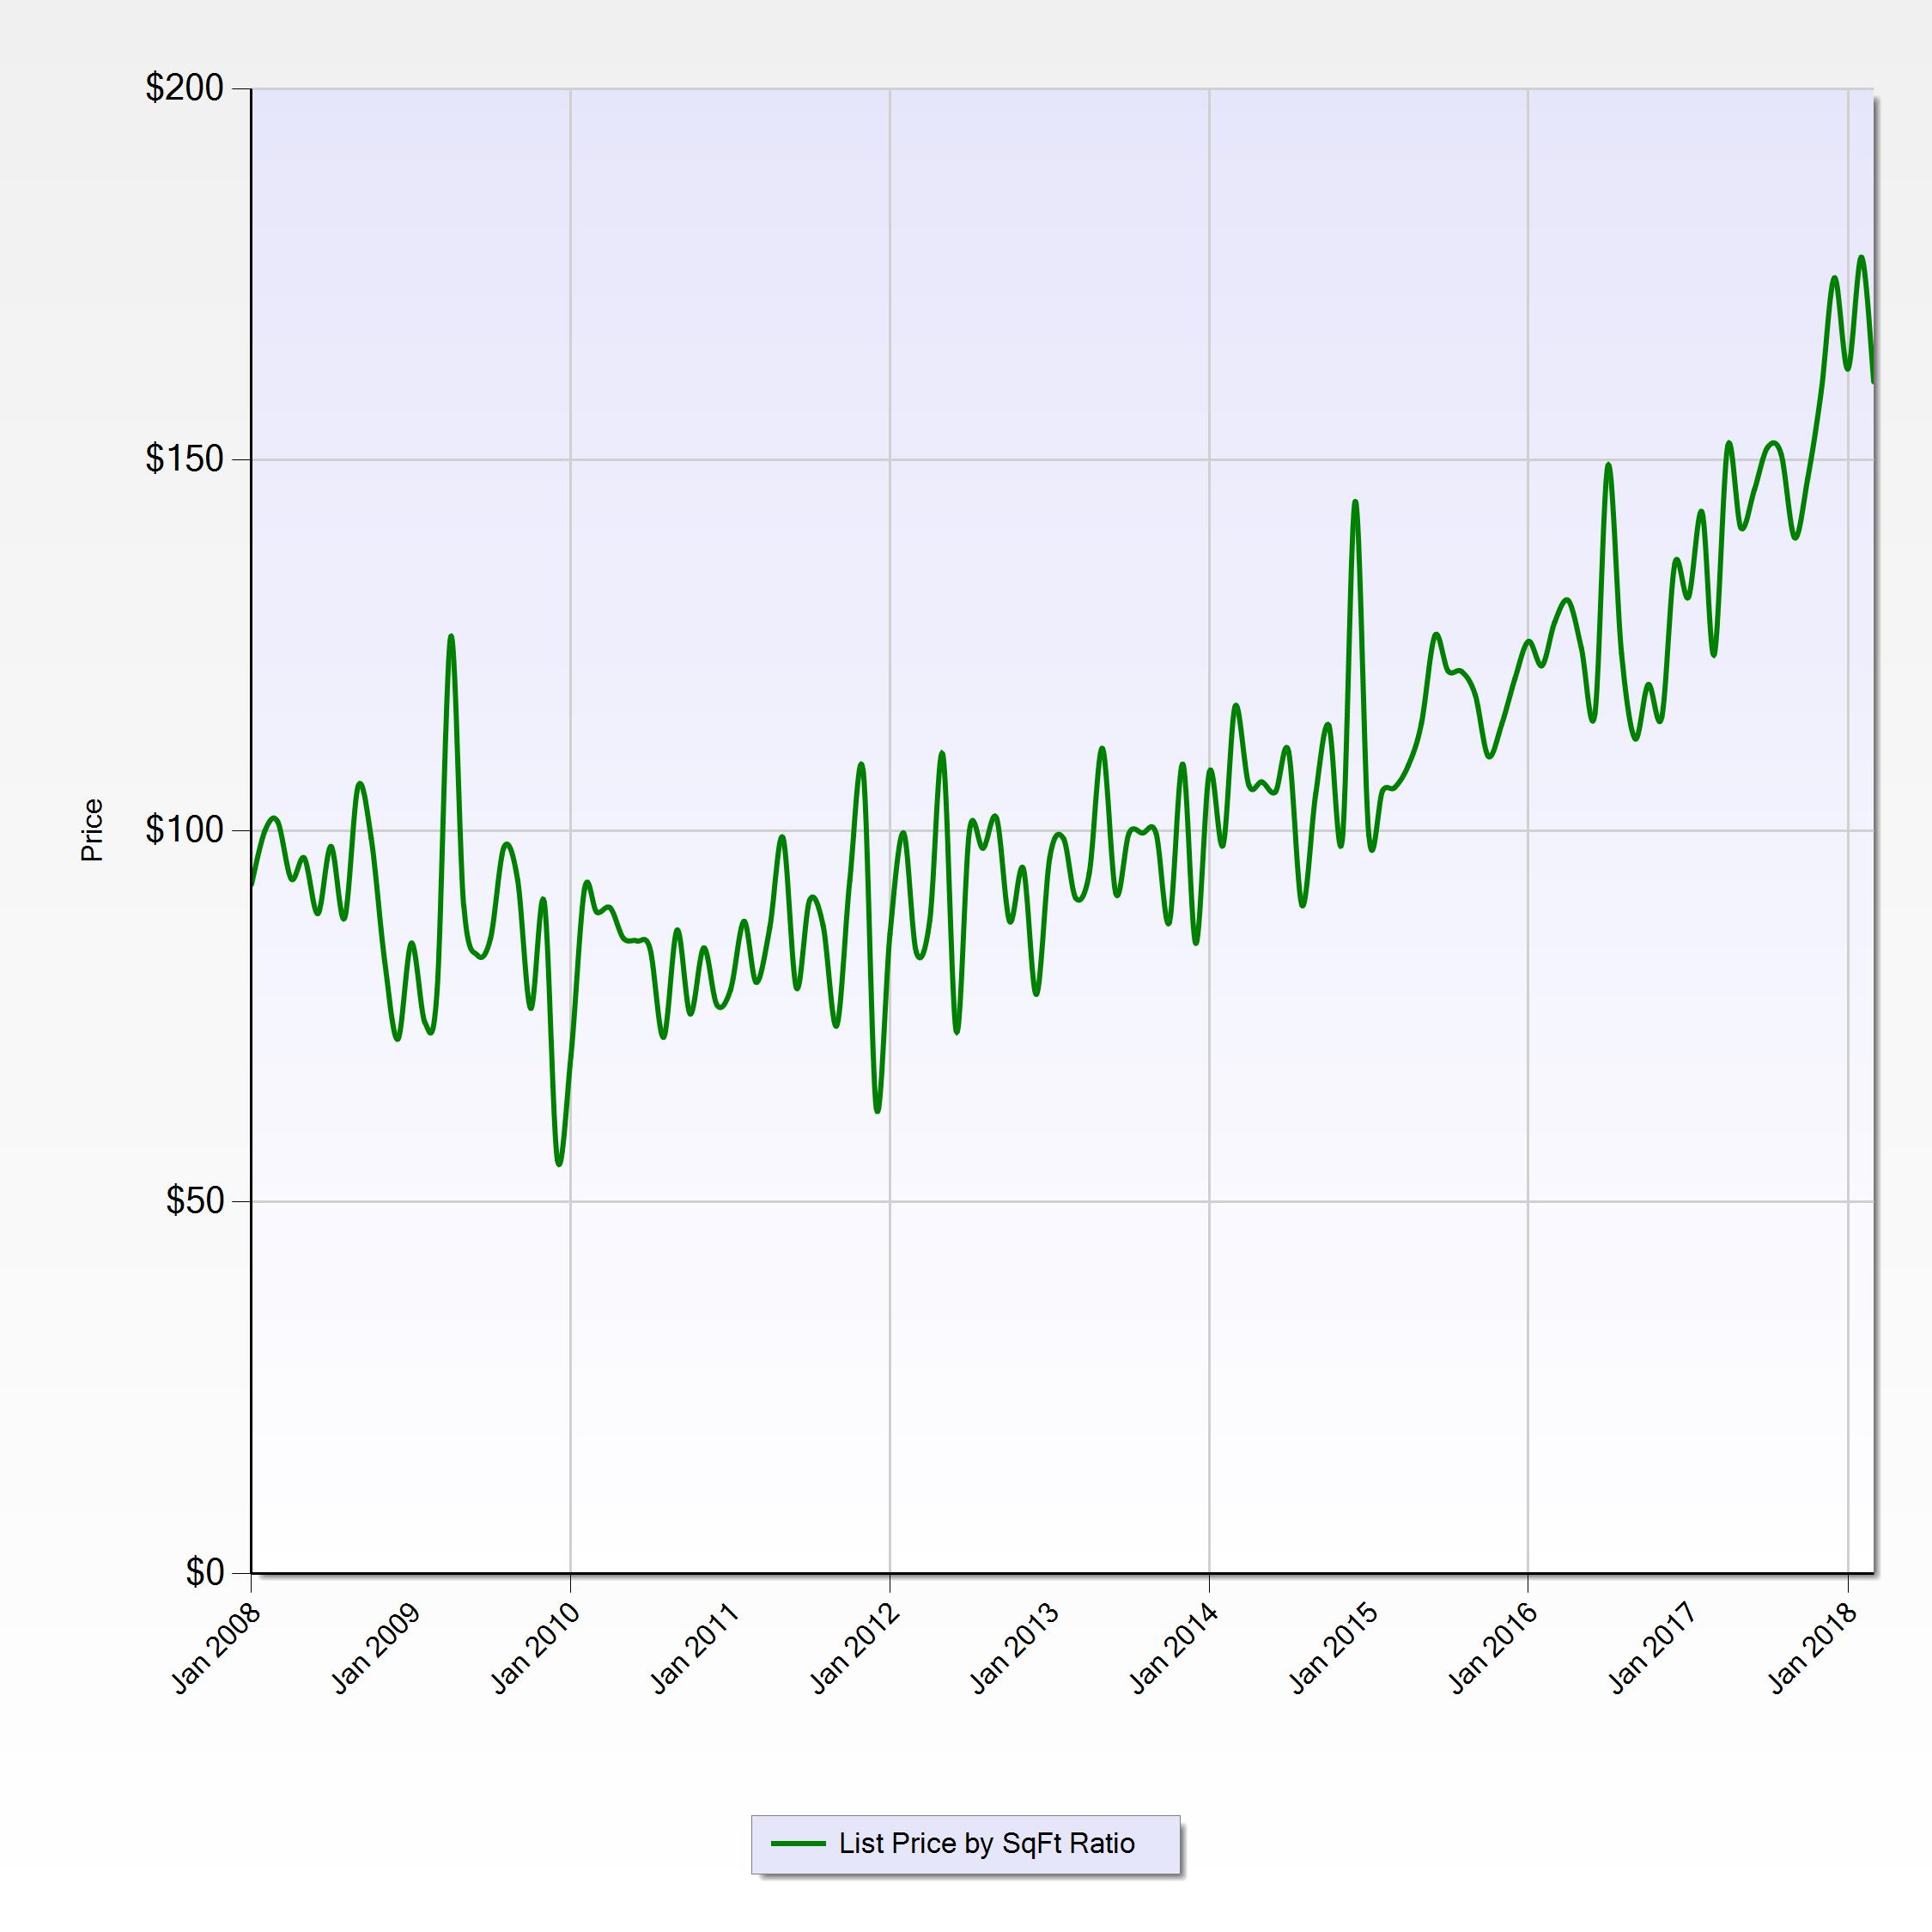 $200
$150
$100
$50
$0
Price
Jan 2008
Jan 2009
Jan 2010
Jan 2011
Jan 2012
Jan 2013
Jan 2014
Jan 2015
Jan 2016
Jan 2017
Jan 2018
List Price by SqFt Ratio